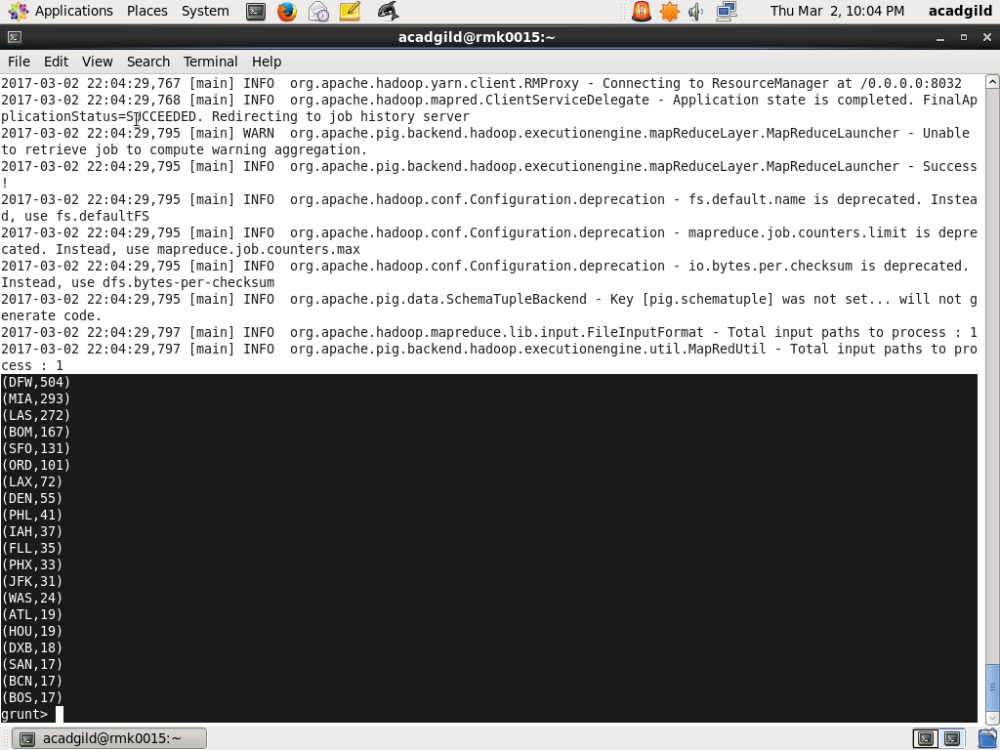 Applications Places System Thu Mar 2, 10:04 PM acadgild
acadgild@rmk0015:~
File Edit View Search Terminal Help
2017-03-02 22:04:29,767 [main] INFO  org.apache.hadoop.yarn.client.RMProxy - Connecting to ResourceManager at /0.0.0.0:8032
2017-03-02 22:04:29,768 [main] INFO  org.apache.hadoop.mapred.ClientServiceDelegate - Application state is completed. FinalAp
plicationStatus=SUCCEEDED. Redirecting to job history server
2017-03-02 22:04:29,795 [main] WARN  org.apache.pig.backend.hadoop.executionengine.mapReduceLayer.MapReduceLauncher - Unable
to retrieve job to compute warning aggregation.
2017-03-02 22:04:29,795 [main] INFO  org.apache.pig.backend.hadoop.executionengine.mapReduceLayer.MapReduceLauncher - Success
!
2017-03-02 22:04:29,795 [main] INFO  org.apache.hadoop.conf.Configuration.deprecation - fs.default.name is deprecated. Instea
d, use fs.defaultFS
2017-03-02 22:04:29,795 [main] INFO  org.apache.hadoop.conf.Configuration.deprecation - mapreduce.job.counters.limit is depre
cated. Instead, use mapreduce.job.counters.max
2017-03-02 22:04:29,795 [main] INFO  org.apache.hadoop.conf.Configuration.deprecation - io.bytes.per.checksum is deprecated.
Instead, use dfs.bytes-per-checksum
2017-03-02 22:04:29,795 [main] INFO  org.apache.pig.data.SchemaTupleBackend - Key [pig.schematuple] was not set... will not g
enerate code.
2017-03-02 22:04:29,797 [main] INFO  org.apache.hadoop.mapreduce.lib.input.FileInputFormat - Total input paths to process : 1
2017-03-02 22:04:29,797 [main] INFO  org.apache.pig.backend.hadoop.executionengine.util.MapRedUtil - Total input paths to pro
cess : 1
(DFW,504)
(MIA,293)
(LAS,272)
(BOM,167)
(SFO,131)
(ORD,101)
(LAX,72)
(DEN,55)
(PHL,41)
(IAH,37)
(FLL,35)
(PHX,33)
(JFK,31)
(WAS,24)
(ATL,19)
(HOU,19)
(DXB,18)
(SAN,17)
(BCN,17)
(BOS,17)
grunt>
acadgild@rmk0015:~